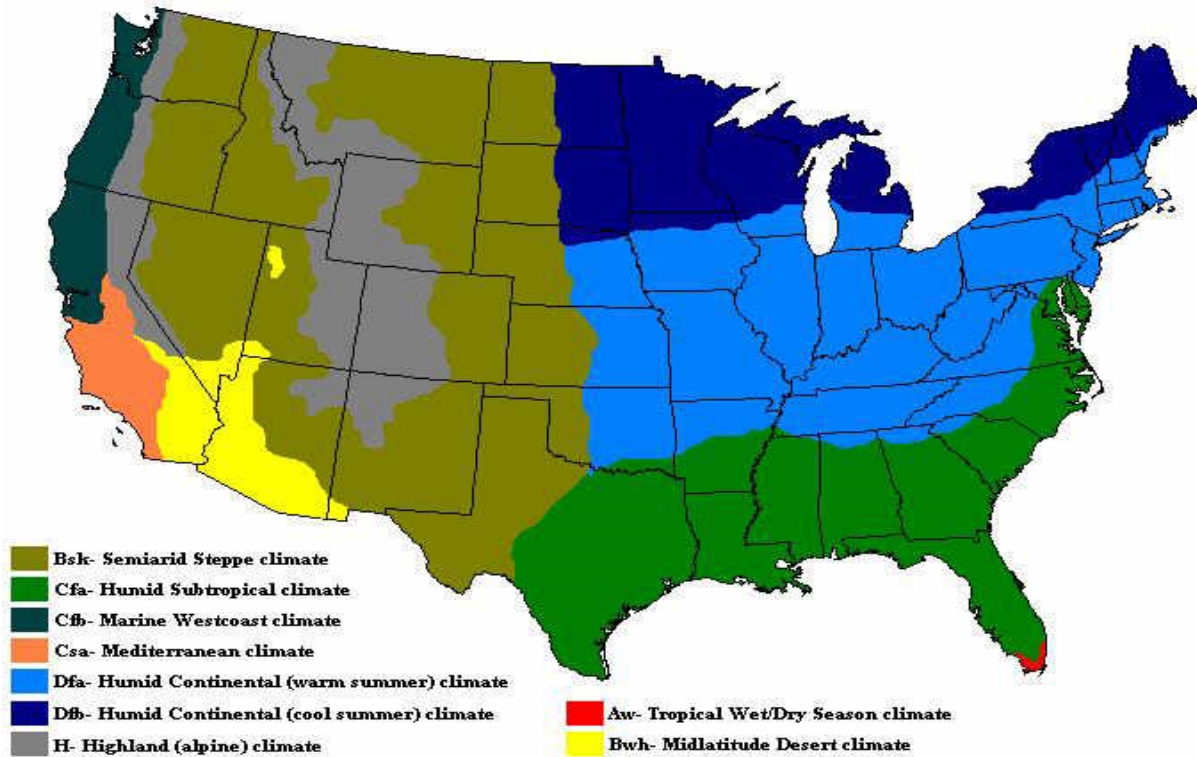 Bsk- Semiarid Steppe climate
Cfa- Humid Subtropical climate
Cfb- Marine Westcoast climate
Csa- Mediterranean climate
Dfa- Humid Continental (warm summer) climate
Dfb- Humid Continental (cool summer) climate
H- Highland (alpine) climate
Aw- Tropical Wet/Dry Season climate
Bwh- Midlatitude Desert climate